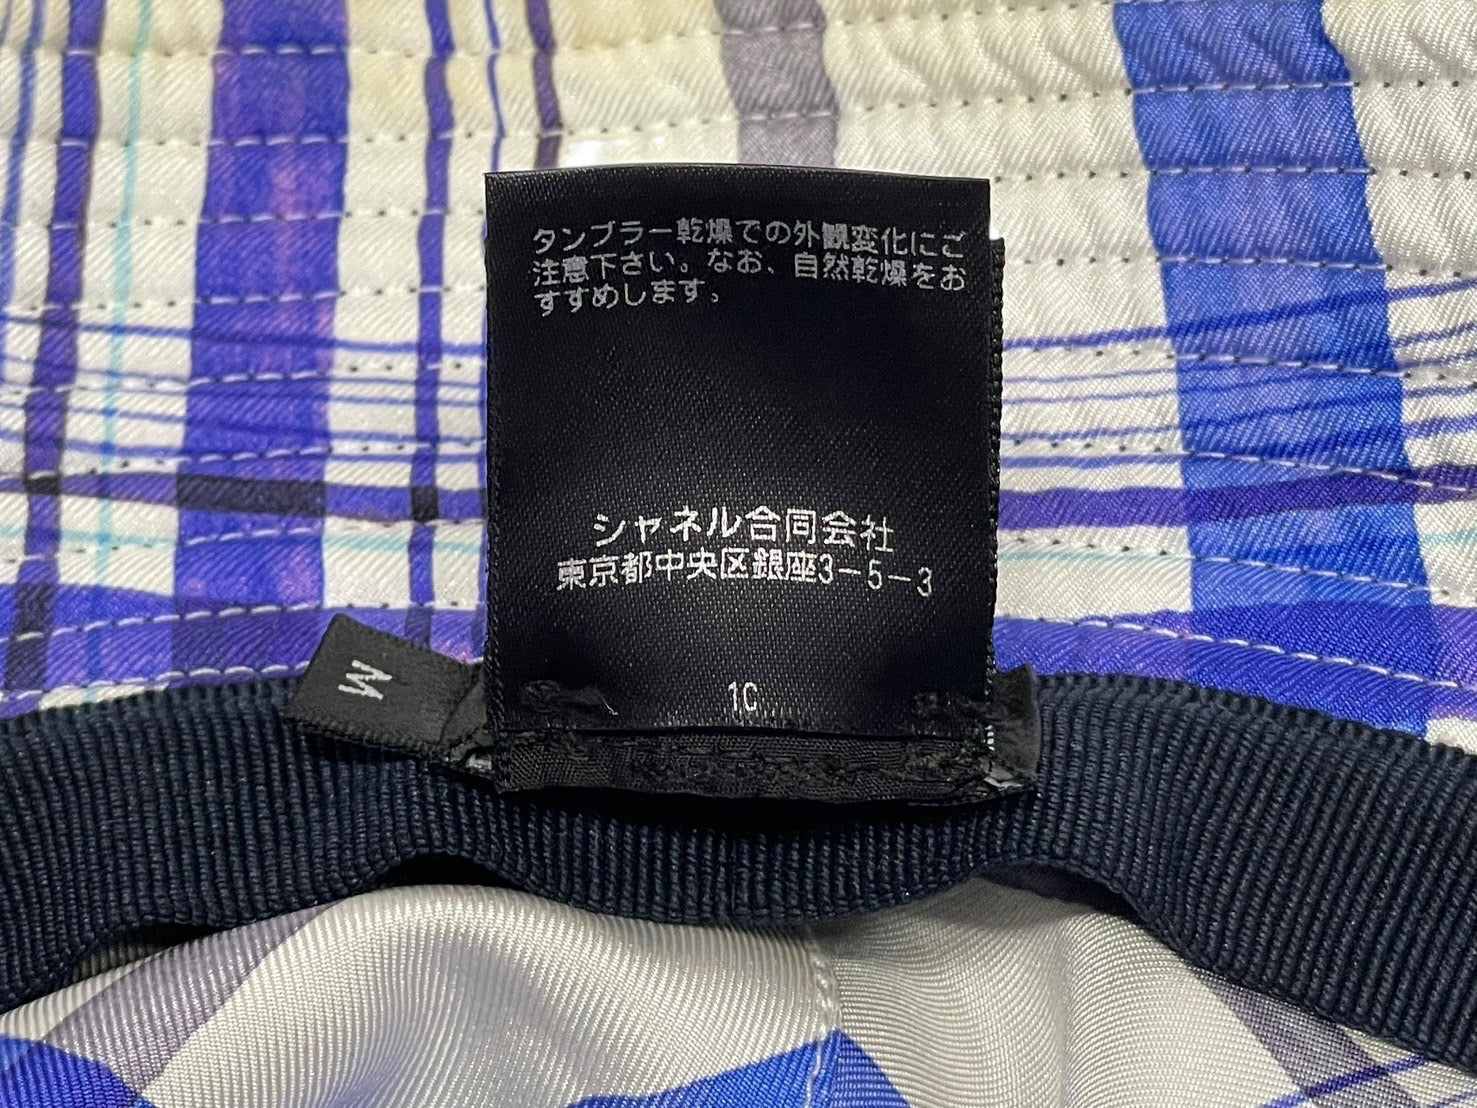 タンブラー乾燥での外観変化にご
注意下さい。なお、自然乾燥をお
すすめします。
シャネル合同会社
東京都中央区銀座3-5-3
M
1C